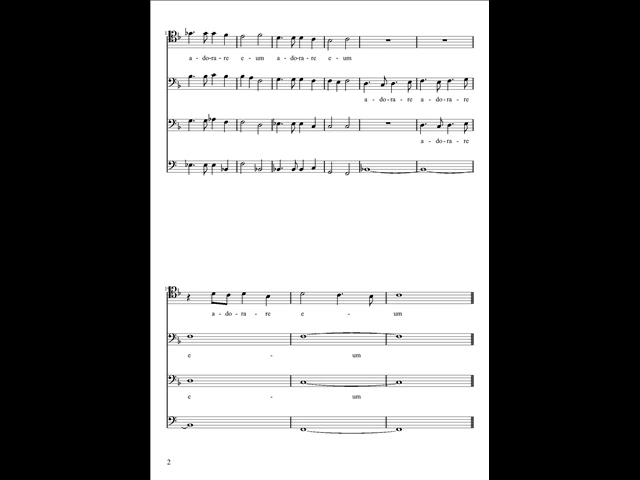 a - do-ra - re e - um a-do-ra - re e - um
a - do-ra - re a-do-ra - re
a - do-ra - re
a - do - ra - re e - um
e - um
e - um
2